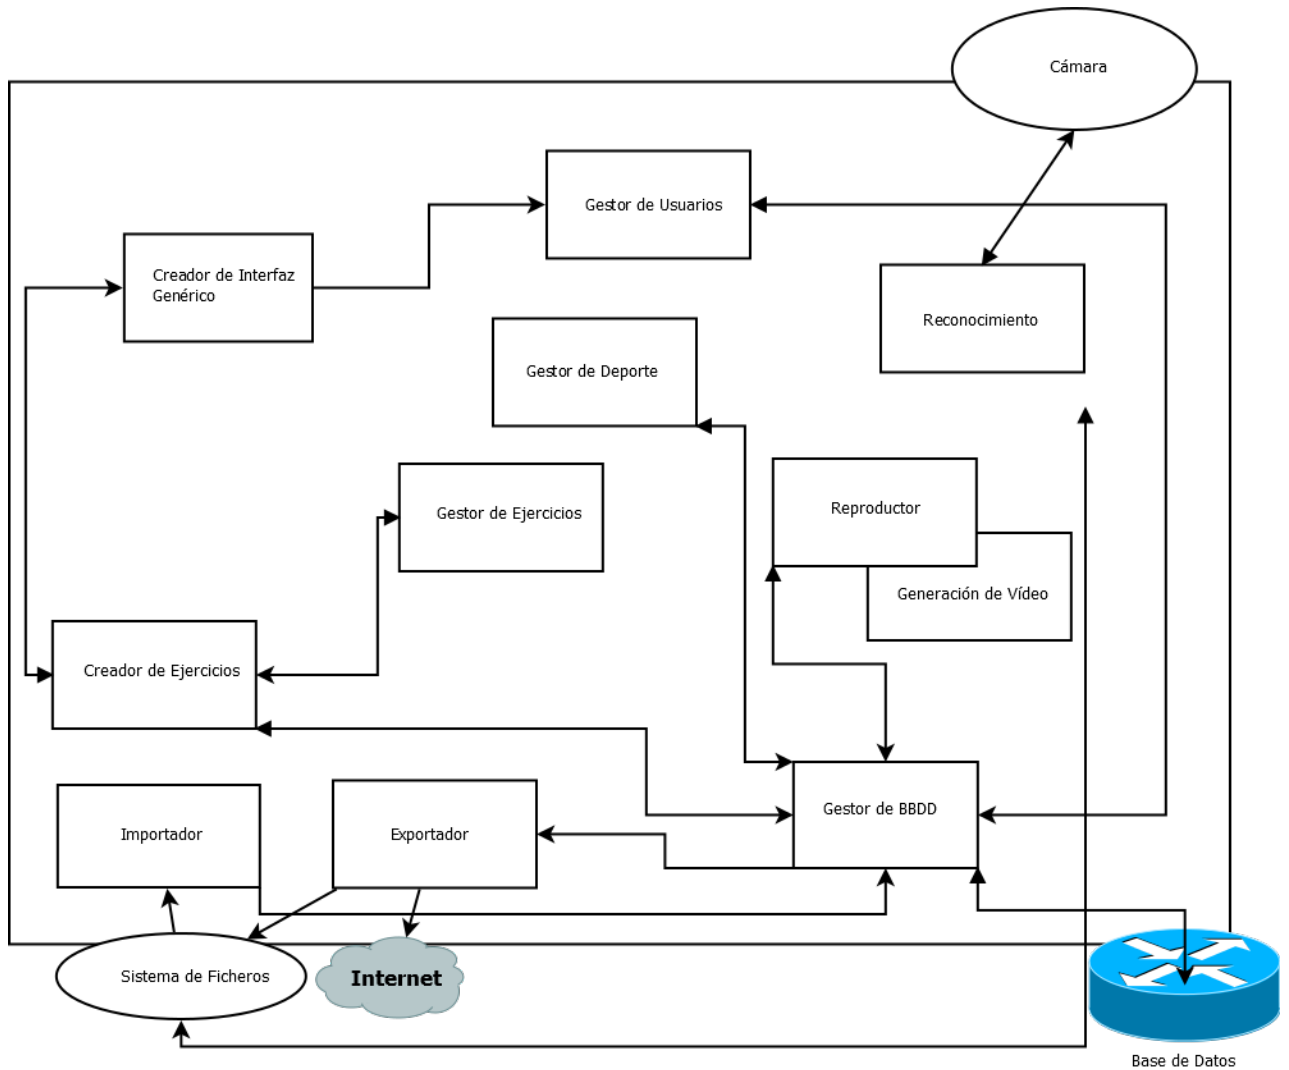 Cámara
Gestor de Usuarios
Creador de Interfaz
Genérico
Reconocimiento
Gestor de Deporte
Reproductor
Gestor de Ejercicios
Generación de Vídeo
Creador de Ejercicios
Gestor de BBDD
Importador
Exportador
Sistema de Ficheros
Internet
Base de Datos